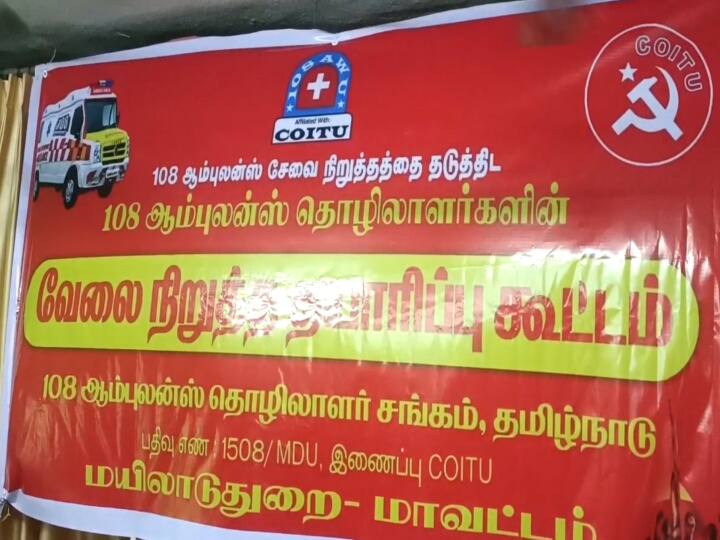 108 SAWU
Affiliated With:
COITU
COITU
108 ஆம்புலன்ஸ் சேவை நிறுத்தத்தை தடுத்திட
108 ஆம்புலன்ஸ் தொழிலாளர்களின்
வேலை நிறுத்த தயாரிப்பு கூட்டம்
108 ஆம்புலன்ஸ் தொழிலாளர் சங்கம், தமிழ்நாடு
பதிவு எண் : 1508/ MDU, இணைப்பு COITU
மயிலாடுதுறை- மாவட்டம்